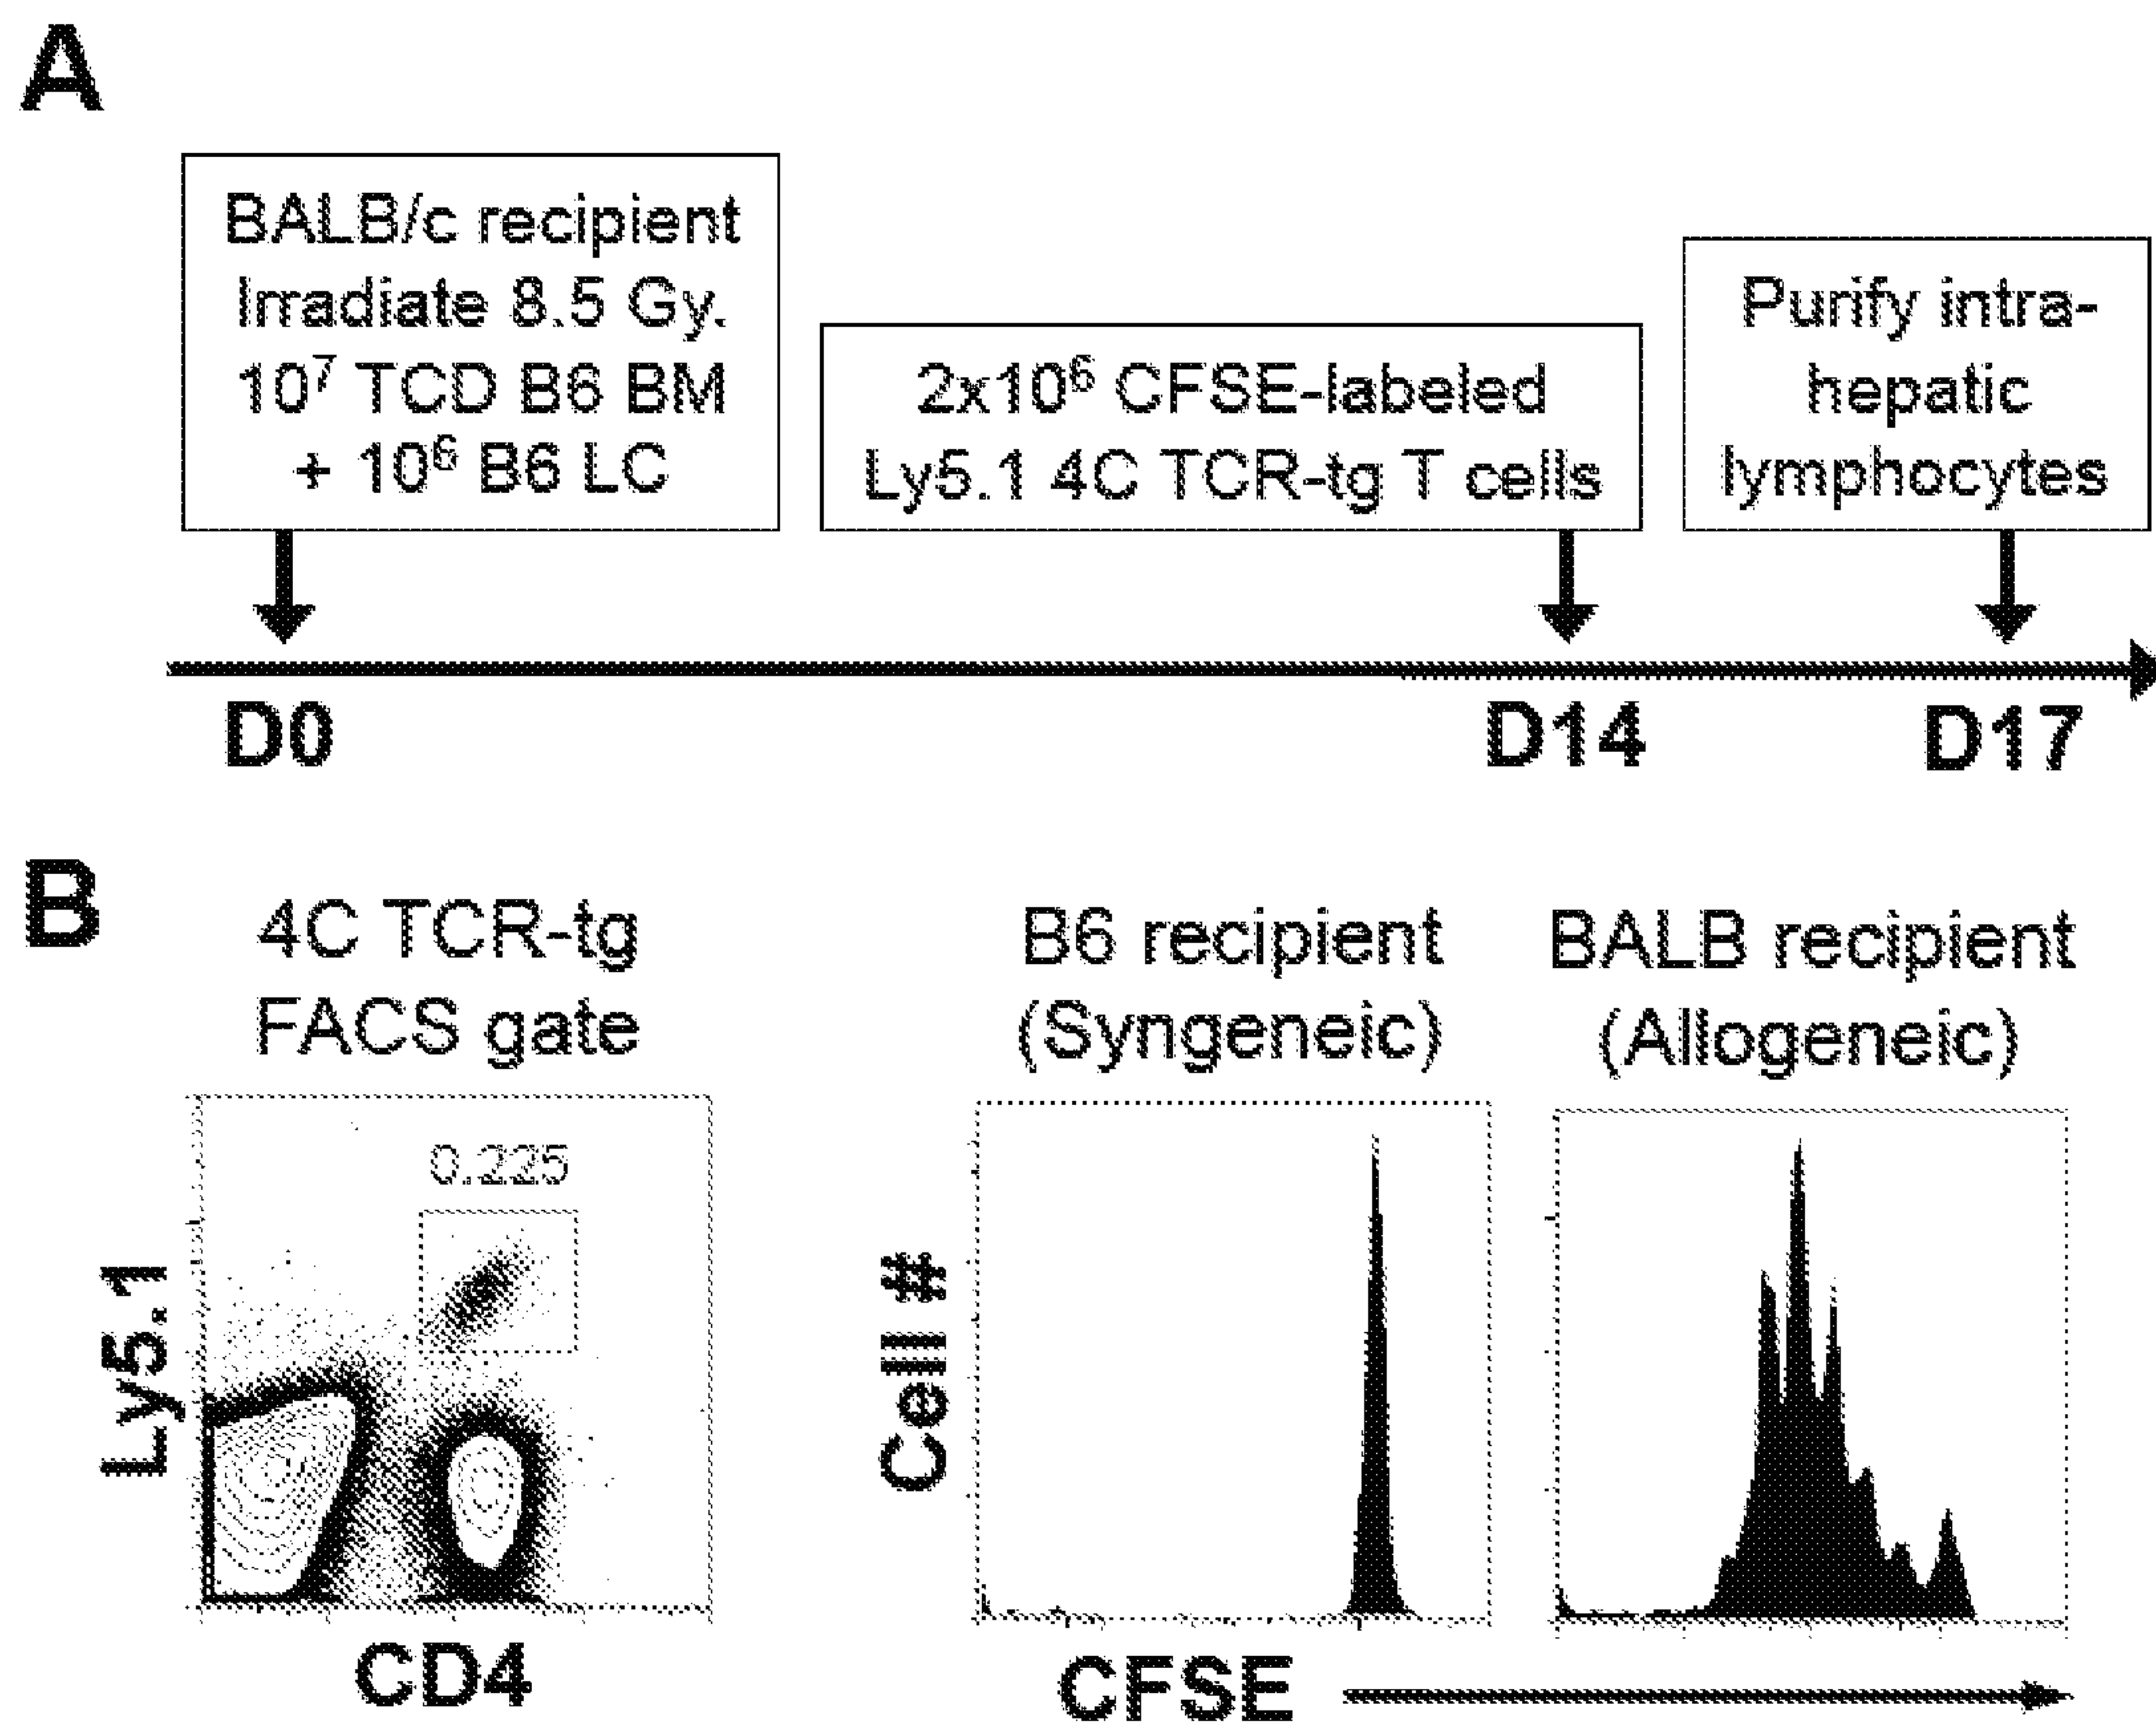 A
BALB/c recipient
Irradiate 8.5 Gy.
10⁷ TCD B6 BM
+ 10⁶ B6 LC
2x10⁶ CFSE-labeled
Ly5.1 4C TCR-tg T cells
Purify intra-
hepatic
lymphocytes
D0
D14
D17
B
4C TCR-tg
FACS gate
B6 recipient
(Syngeneic)
BALB recipient
(Allogeneic)
0.225
Ly5.1
CD4
Cell #
CFSE